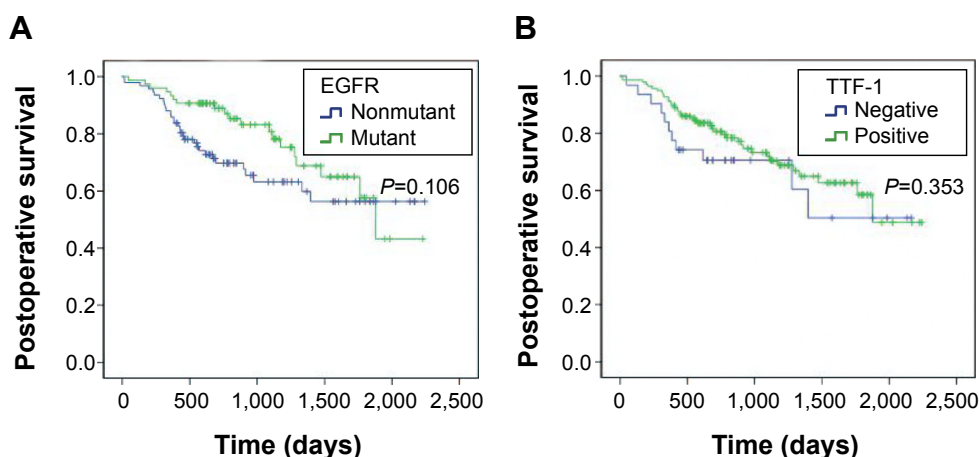 A
Postoperative survival
1.0
0.8
0.6
0.4
0.2
0.0
EGFR
Nonmutant
Mutant
P=0.106
0 500 1,000 1,500 2,000 2,500
Time (days)
B
Postoperative survival
1.0
0.8
0.6
0.4
0.2
0.0
TTF-1
Negative
Positive
P=0.353
0 500 1,000 1,500 2,000 2,500
Time (days)